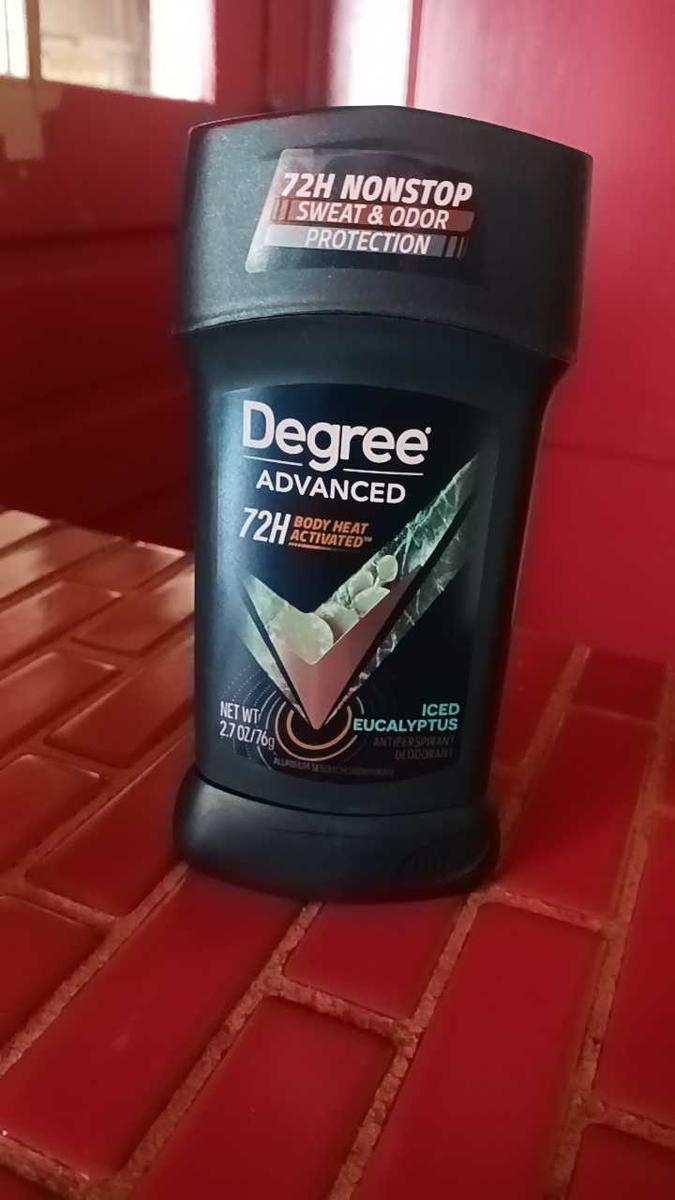 72H NONSTOP
SWEAT & ODOR
PROTECTION
Degree®
ADVANCED
72H BODY HEAT
ACTIVATED™
NET WT
2.7 OZ/76g
ICED
EUCALYPTUS
ANTIPERSPIRANT
DEODORANT